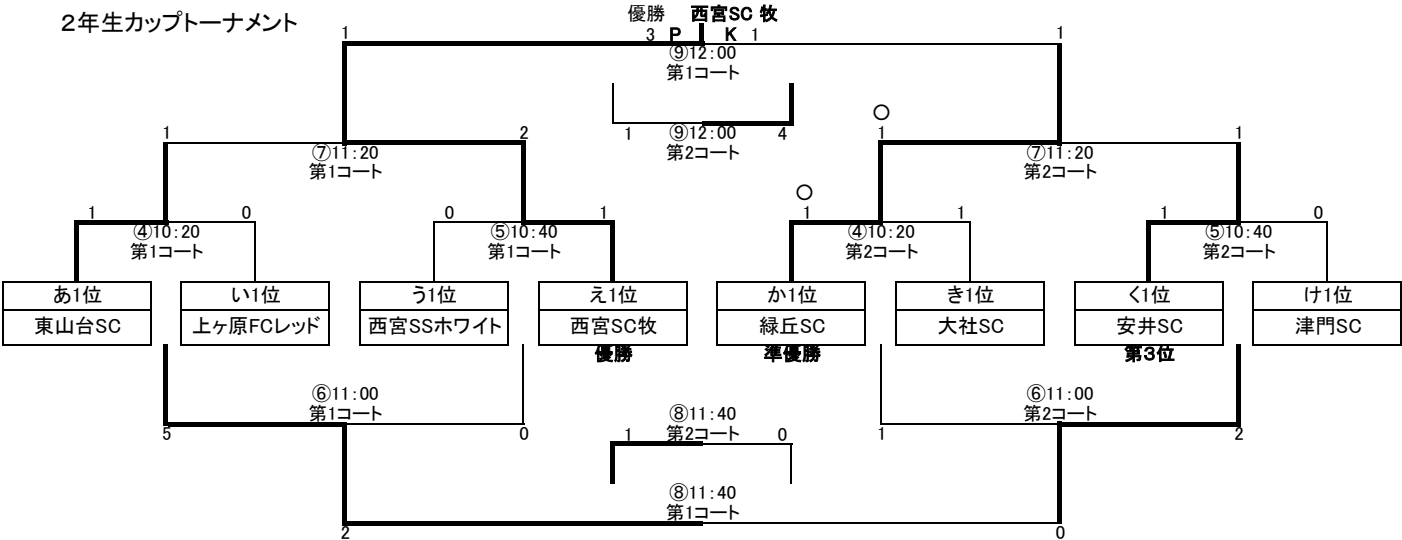 優勝 西宮SC 牧
2年生カップトーナメント
1 3 P K 1 1
⑨12:00
第1コート
○
1 2 1 ⑨12:00 4 1 1
第2コート
⑦11:20 ⑦11:20
第1コート 第2コート
○
1 0 0 1 1 1 1 0
④10:20 ⑤10:40 ④10:20 ⑤10:40
第1コート 第1コート 第2コート 第2コート
あ1位 い1位 う1位 え1位 か1位 き1位 く1位 け1位
東山台SC 上ヶ原FCレッド 西宮SSホワイト 西宮SC牧 緑丘SC 大社SC 安井SC 津門SC
優勝 準優勝 第3位
⑥11:00 ⑥11:00
第1コート 第2コート
⑧11:40
5 0 1 第2コート 0 1 2
⑧11:40
第1コート
2 0